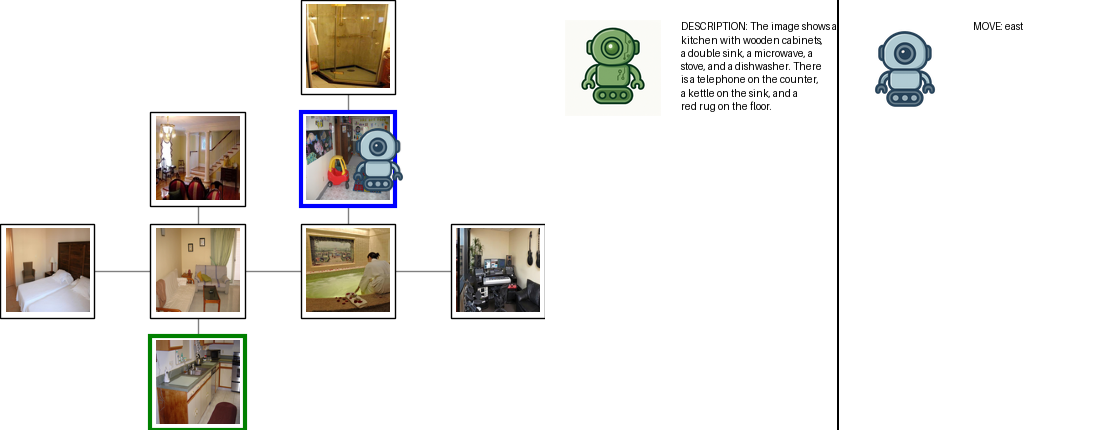 DESCRIPTION: The image shows a
kitchen with wooden cabinets,
a double sink, a microwave, a
stove, and a dishwasher. There
is a telephone on the counter,
a kettle on the sink, and a
red rug on the floor.
MOVE: east